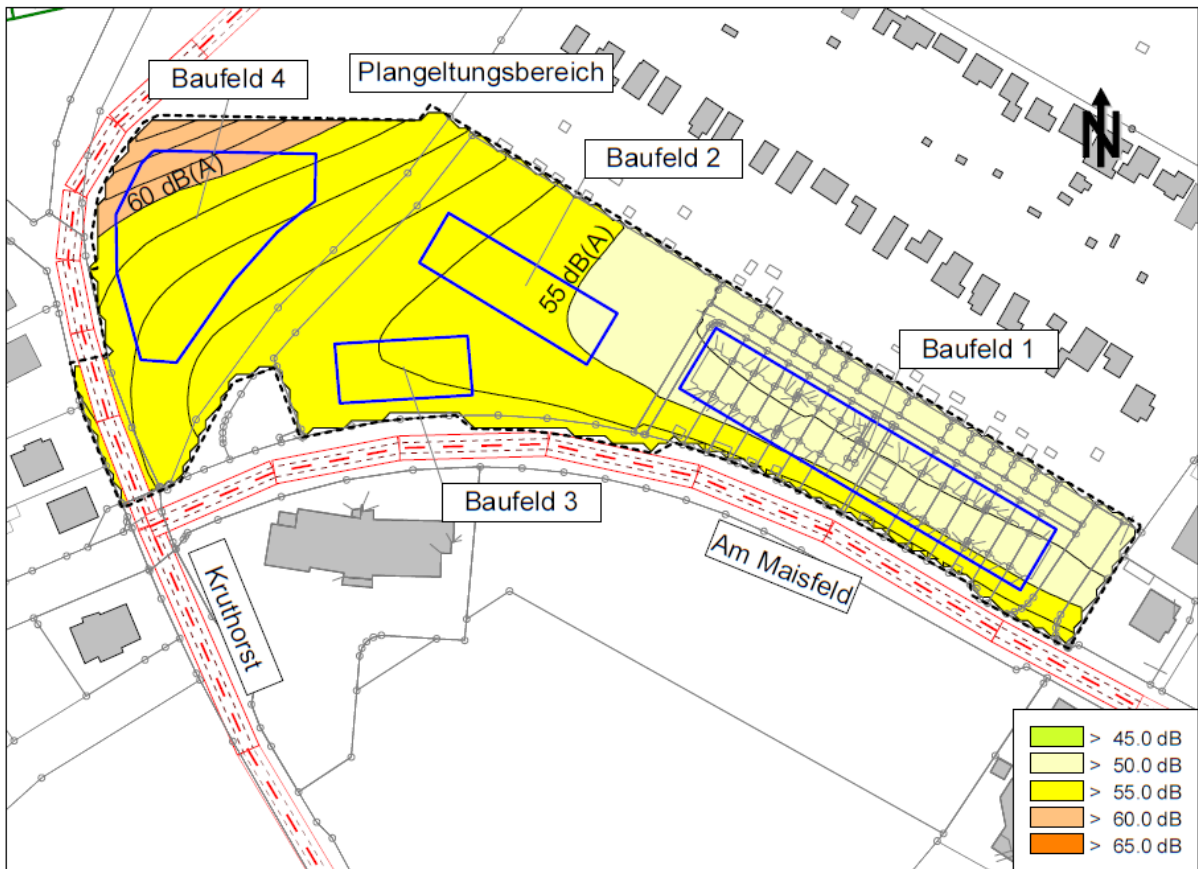 Baufeld 4
Plangeltungsbereich
Baufeld 2
N
60 dB(A)
55 dB(A)
Baufeld 1
Baufeld 3
Am Maisfeld
Kruthorst
> 45.0 dB
> 50.0 dB
> 55.0 dB
> 60.0 dB
> 65.0 dB